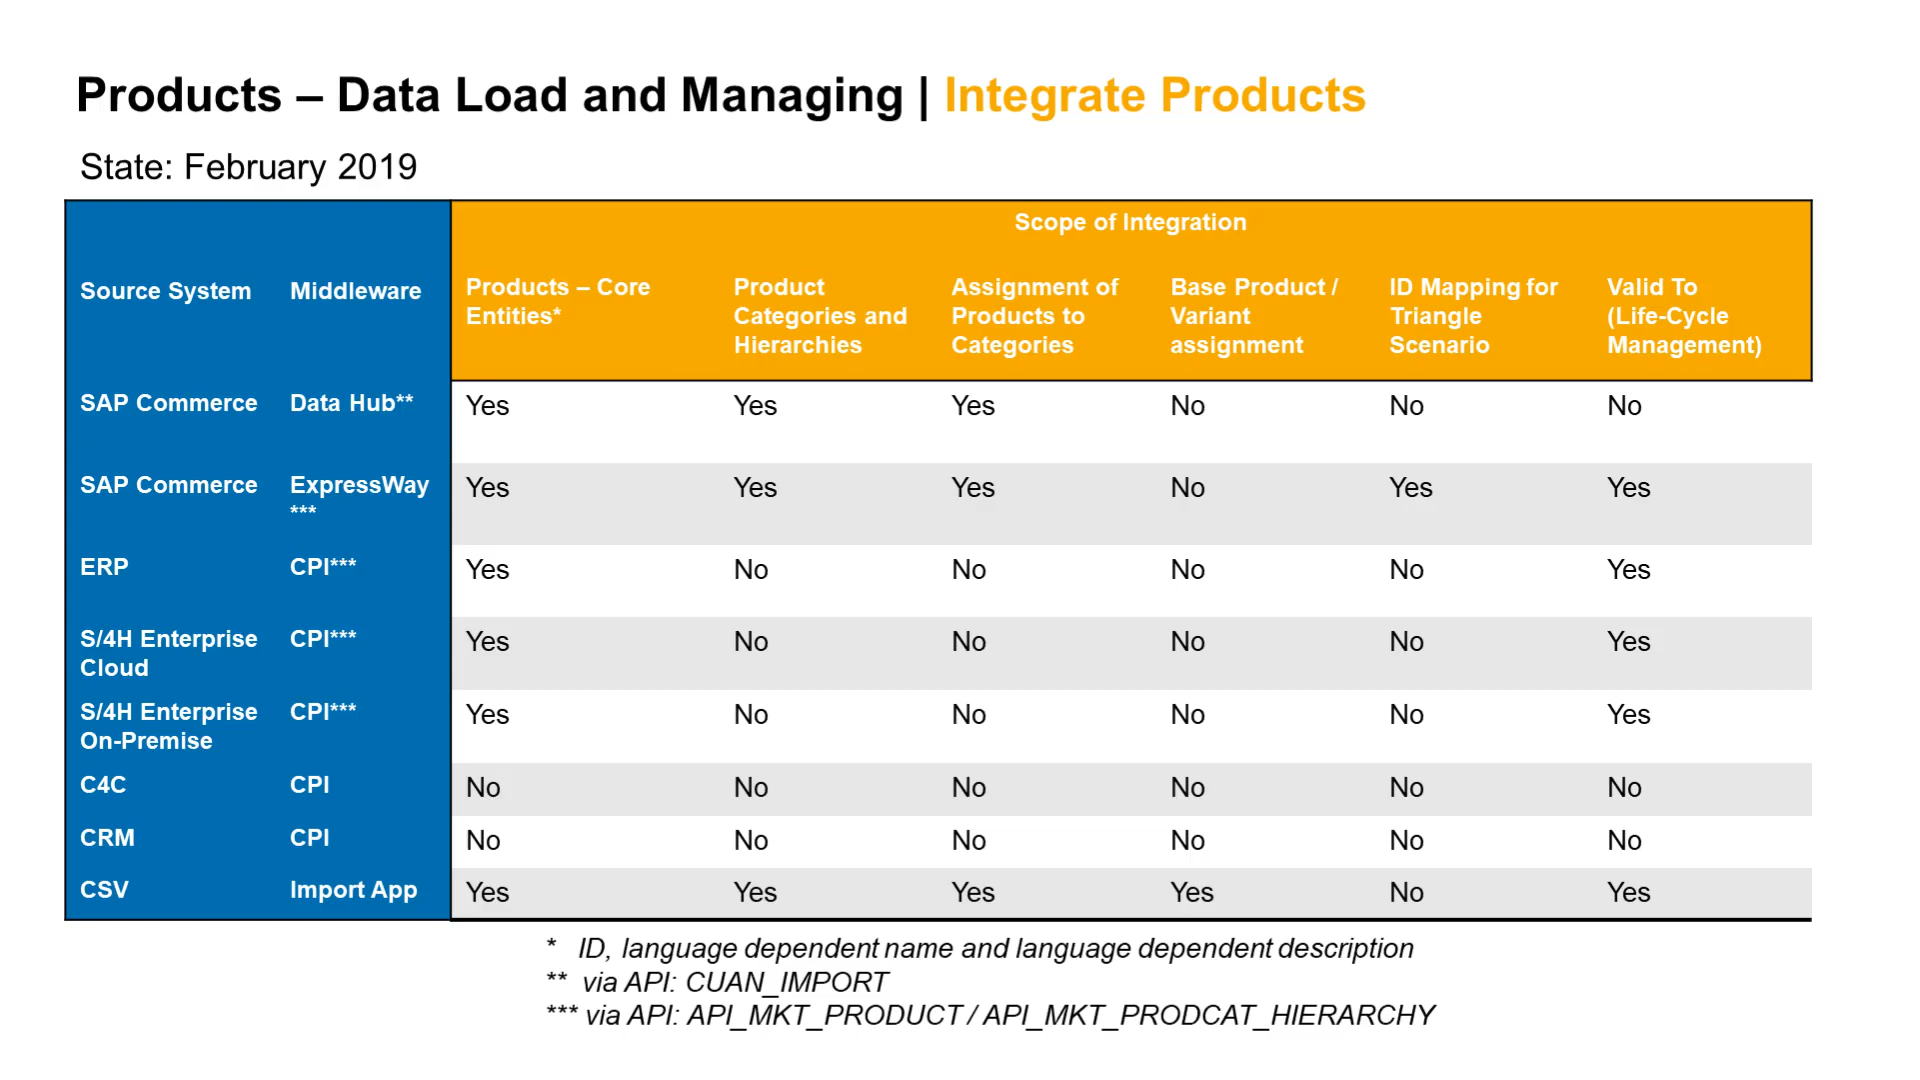 Products – Data Load and Managing | Integrate Products
State: February 2019
Scope of Integration
Source System Middleware Products – Core Entities* Product Categories and Hierarchies Assignment of Products to Categories Base Product / Variant assignment ID Mapping for Triangle Scenario Valid To (Life-Cycle Management)
SAP Commerce Data Hub** Yes Yes Yes No No No
SAP Commerce ExpressWay *** Yes Yes Yes No Yes Yes
ERP CPI*** Yes No No No No Yes
S/4H Enterprise Cloud CPI*** Yes No No No No Yes
S/4H Enterprise On-Premise CPI*** Yes No No No No Yes
C4C CPI No No No No No No
CRM CPI No No No No No No
CSV Import App Yes Yes Yes Yes No Yes
* ID, language dependent name and language dependent description
** via API: CUAN_IMPORT
*** via API: API_MKT_PRODUCT / API_MKT_PRODCAT_HIERARCHY